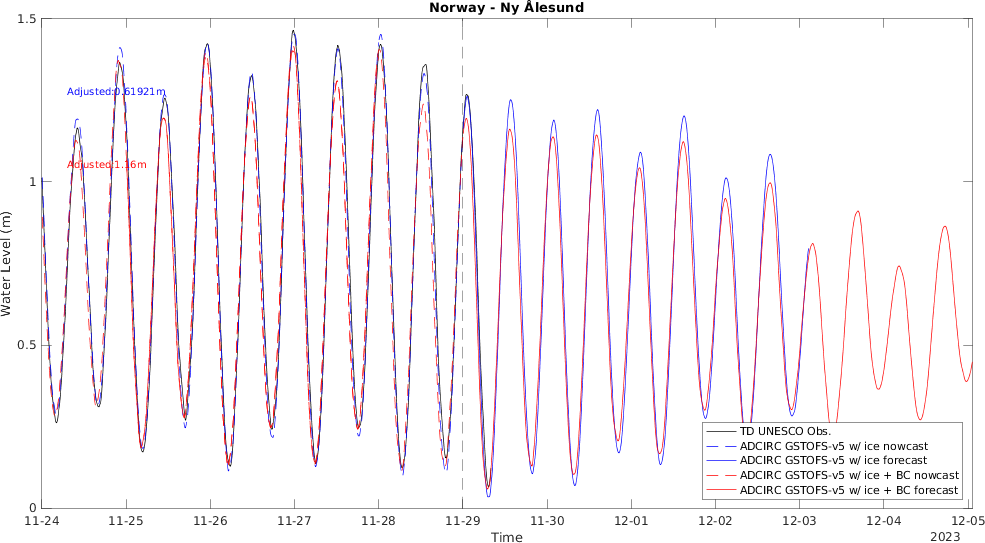 Norway - Ny Ålesund
1.5
1
0.5
0
Water Level (m)
Adjusted:0.61921m
Adjusted:1.16m
TD UNESCO Obs.
ADCIRC GSTOFS-v5 w/ ice nowcast
ADCIRC GSTOFS-v5 w/ ice forecast
ADCIRC GSTOFS-v5 w/ ice + BC nowcast
ADCIRC GSTOFS-v5 w/ ice + BC forecast
11-24 11-25 11-26 11-27 11-28 11-29 11-30 12-01 12-02 12-03 12-04 12-05
Time
2023